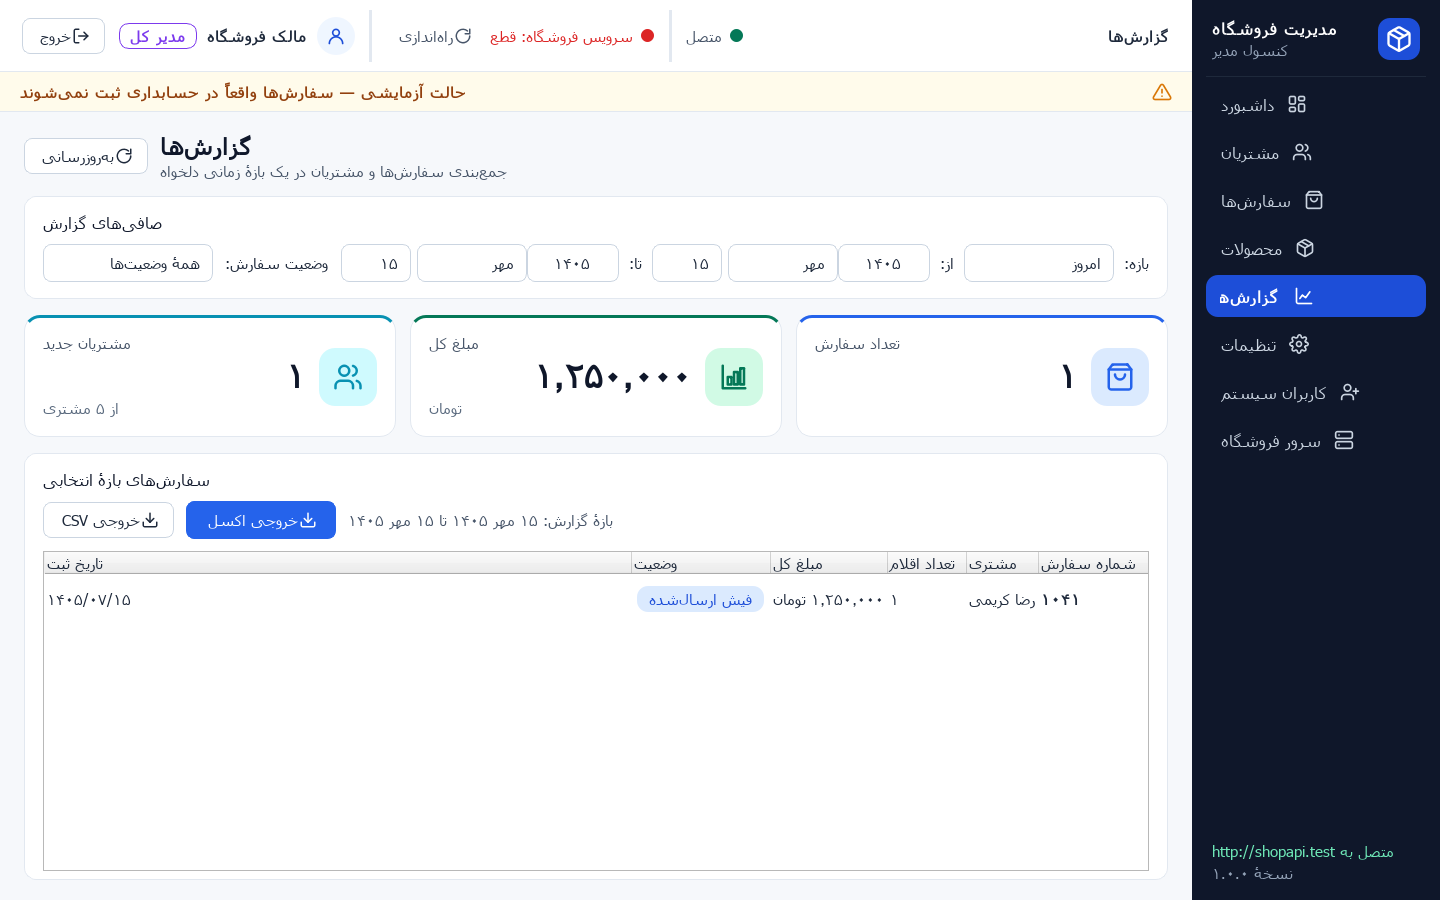 مدیریت فروشگاه
کنسول مدیر
داشبورد
مشتریان
سفارش‌ها
محصولات
گزارش‌ها
تنظیمات
کاربران سیستم
سرور فروشگاه
متصل به http://shopapi.test
نسخهٔ ۱.۰.۰
گزارش‌ها
متصل
سرویس فروشگاه: قطع
راه‌اندازی
مالک فروشگاه
مدیر کل
خروج
حالت آزمایشی — سفارش‌ها واقعاً در حسابداری ثبت نمی‌شوند
گزارش‌ها
جمع‌بندی سفارش‌ها و مشتریان در یک بازهٔ زمانی دلخواه
به‌روزرسانی
صافی‌های گزارش
بازه: امروز از: ۱۴۰۵ مهر ۱۵ تا: ۱۴۰۵ مهر ۱۵ وضعیت سفارش: همهٔ وضعیت‌ها
تعداد سفارش
۱
مبلغ کل
۱,۲۵۰,۰۰۰
تومان
مشتریان جدید
۱
از ۵ مشتری
سفارش‌های بازهٔ انتخابی
بازهٔ گزارش: ۱۵ مهر ۱۴۰۵ تا ۱۵ مهر ۱۴۰۵
خروجی اکسل
خروجی CSV
شماره سفارش مشتری تعداد اقلام مبلغ کل وضعیت تاریخ ثبت
۱۰۴۱ رضا کریمی ۱ ۱,۲۵۰,۰۰۰ تومان فیش ارسال‌شده ۱۴۰۵/۰۷/۱۵